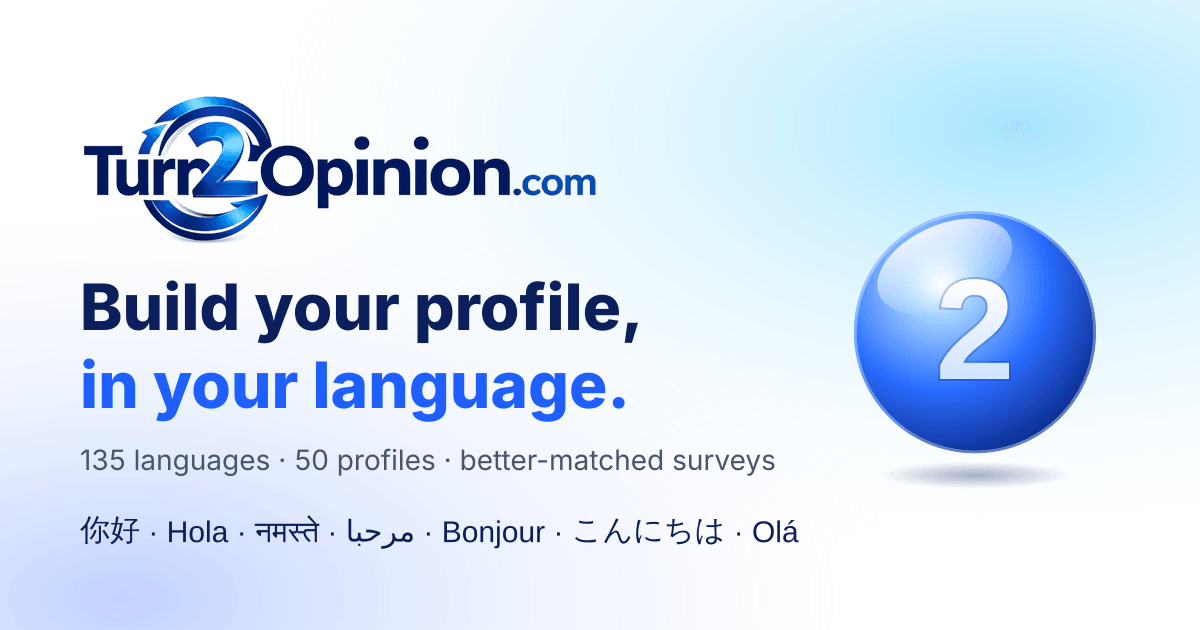 Turn2Opinion.com
Build your profile,
in your language.
135 languages · 50 profiles · better-matched surveys
你好 · Hola · नमस्ते · مرحبا · Bonjour · こんにちは · Olá
2